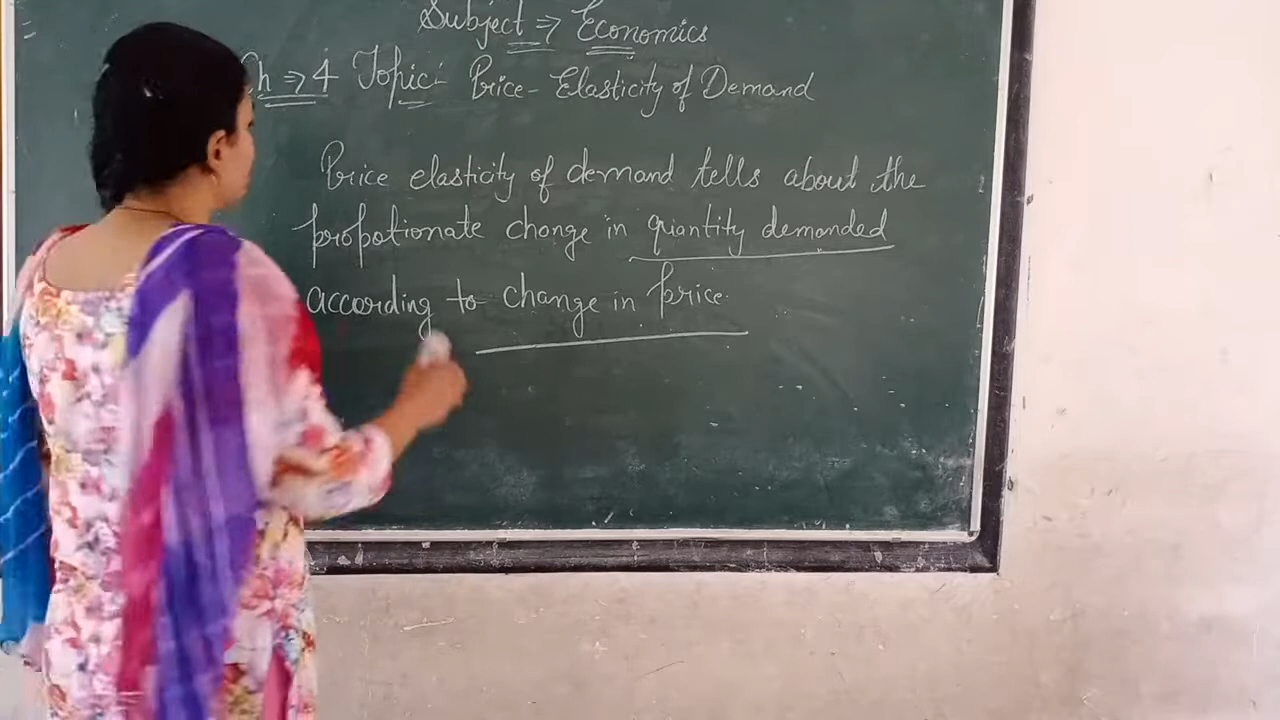 Subject ⇒ Economics
Ch ⇒ 4 Topic:- Price-Elasticity of Demand
Price elasticity of demand tells about the
propotionate change in quantity demanded
according to change in price.